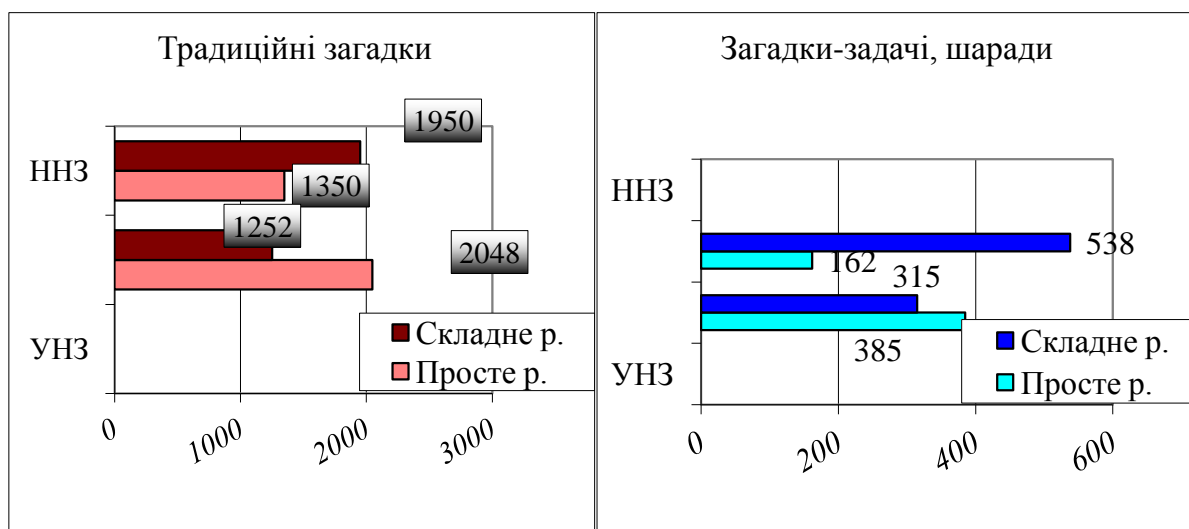 Традиційні загадки
1950
ННЗ
1350
1252
2048
УНЗ
Складне р.
Просте р.
0
1000
2000
3000
Загадки-задачі, шаради
ННЗ
538
162
315
385
УНЗ
Складне р.
Просте р.
0
200
400
600